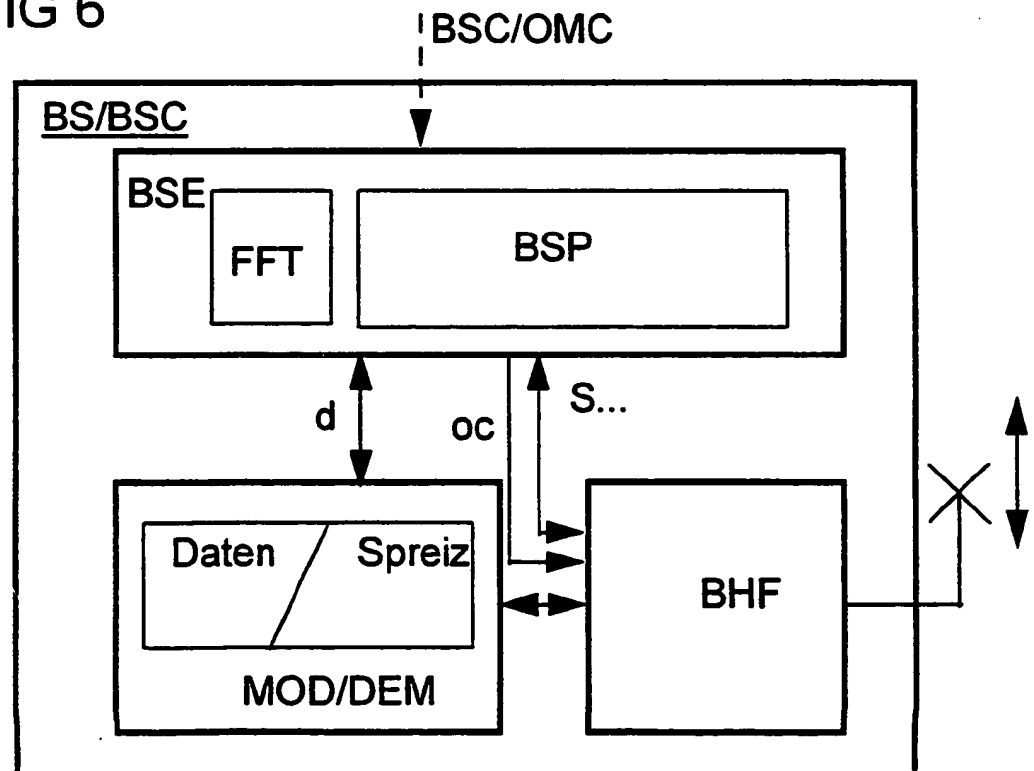 IG 6
BSC/OMC
BS/BSC
BSE
FFT
BSP
d
oc
S...
Daten
Spreiz
BHF
MOD/DEM